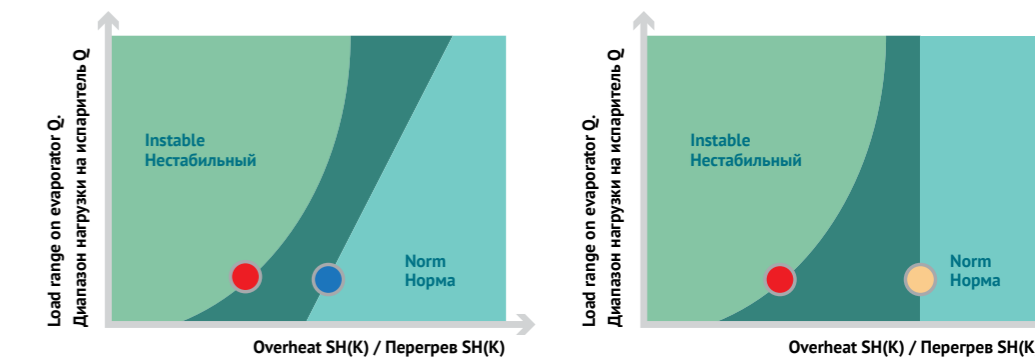 Load range on evaporator Q.
Диапазон нагрузки на испаритель Q
Instable
Нестабильный
Norm
Норма
Overheat SH(K) / Перегрев SH(K)
Load range on evaporator Q.
Диапазон нагрузки на испаритель Q
Instable
Нестабильный
Norm
Норма
Overheat SH(K) / Перегрев SH(K